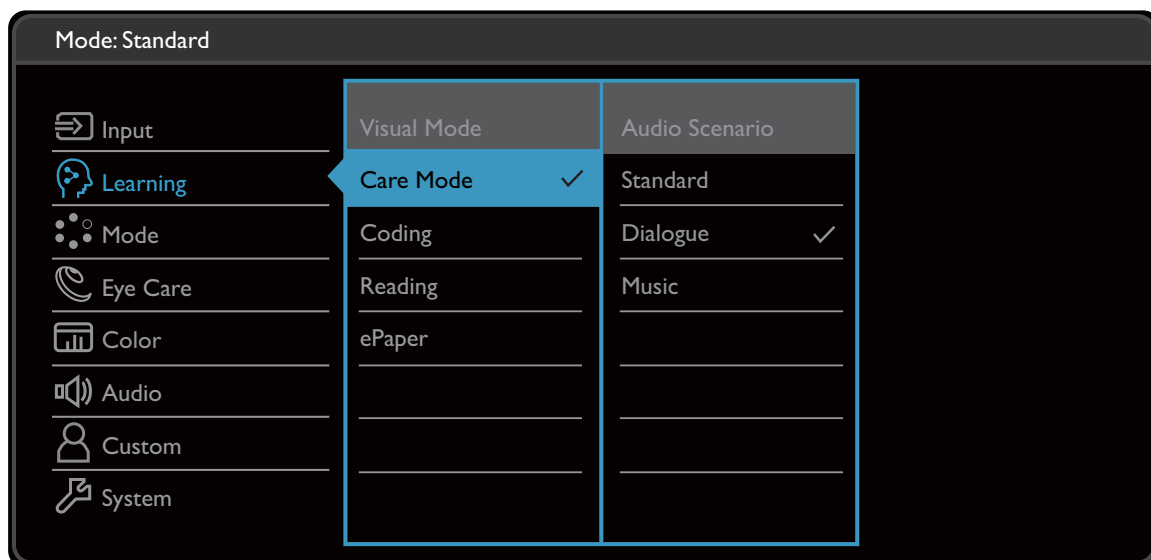 Mode: Standard
Input
Learning
Mode
Eye Care
Color
Audio
Custom
System
Visual Mode
Care Mode
Coding
Reading
ePaper
Audio Scenario
Standard
Dialogue
Music